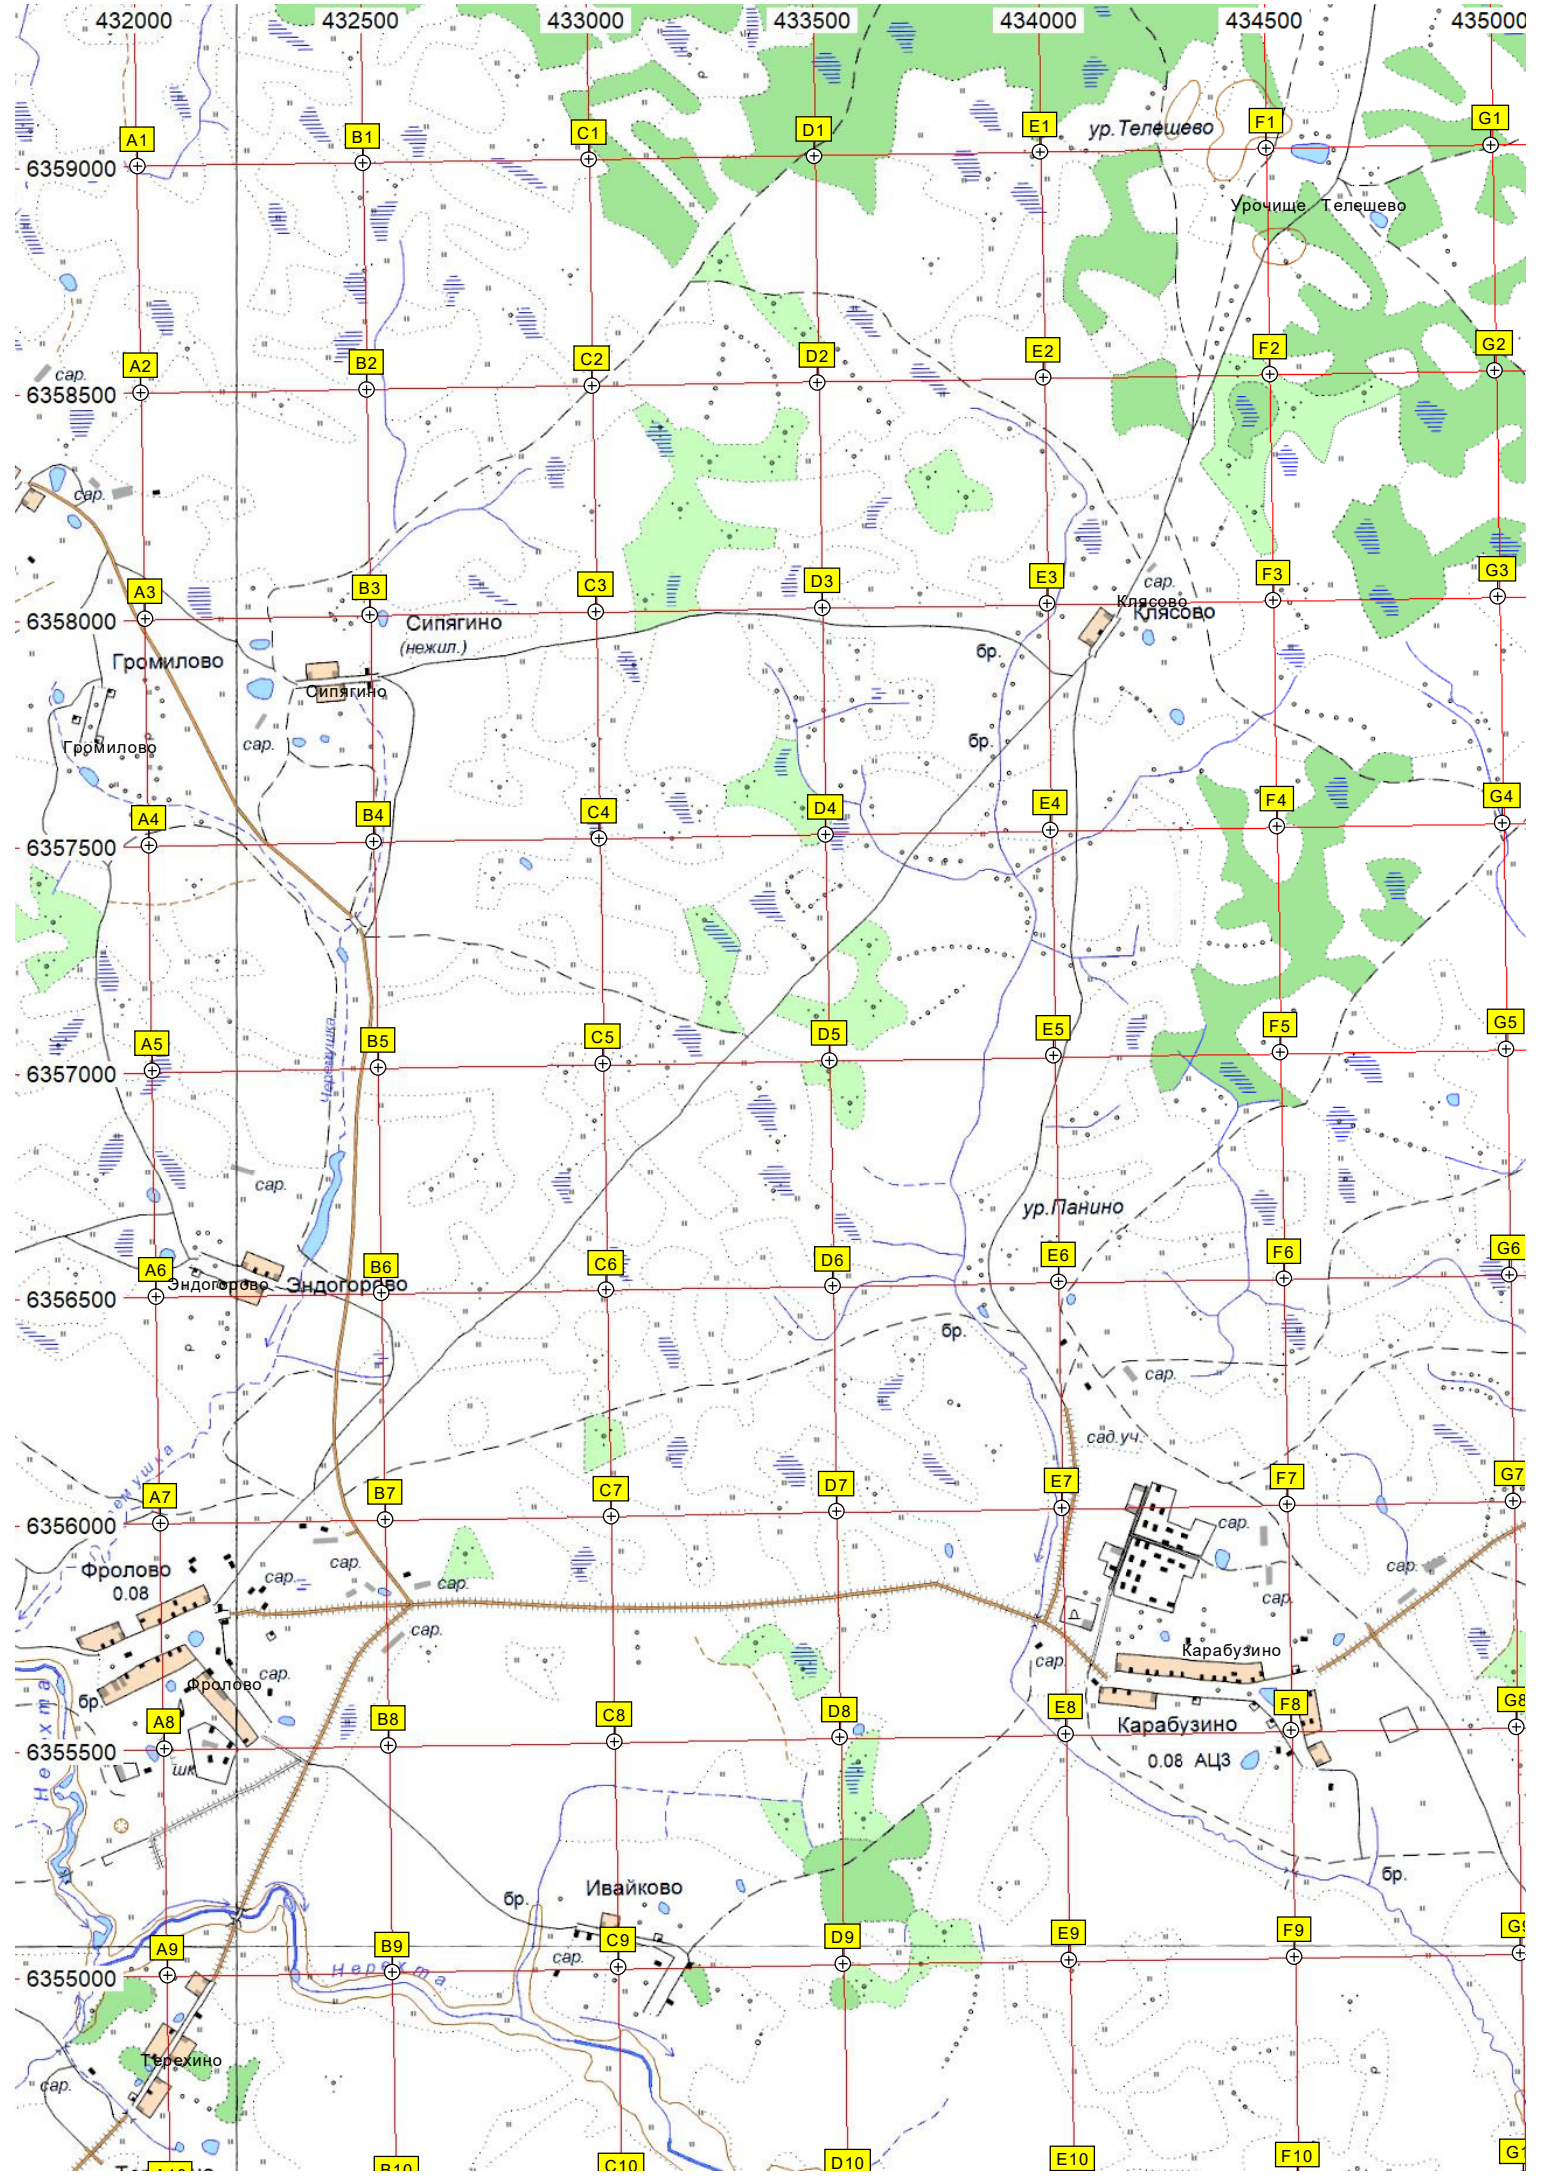 432000 432500 433000 433500 434000 434500 435000
A1 B1 C1 D1 E1 ур.Телешево F1 G1
6359000
Урочище Телешево
A2 B2 C2 D2 E2 F2 G2
сар.
6358500
сар.
A3 B3 C3 D3 E3 сар. F3 G3
Клясово
Клясово
6358000
Сипягино
(нежил.)
бр.
Громилово
Сипягино
Громилово
сар.
бр.
A4 B4 C4 D4 E4 F4 G4
6357500
A5 B5 C5 D5 E5 F5 G5
6357000
Черемушка
сар.
ур.Панино
A6 B6 C6 D6 E6 F6 G6
Эндогорово Эндогорово
6356500
бр.
сар.
сад.уч.
A7 B7 C7 D7 E7 F7 G7
6356000
сар.
Фролово
0.08
сар.
сар.
сар.
сар.
сар.
сар.
Карабузино
сар.
сар.
Фролово
бр.
Нерехта
A8 B8 C8 D8 E8 F8 G8
Карабузино
6355500
0.08 АЦЗ
шк.
бр.
Ивайково
бр.
A9 B9 C9 D9 E9 F9
сар.
Нерехта
6355000
Терехино
сар.
B10 C10 D10 E10 F10